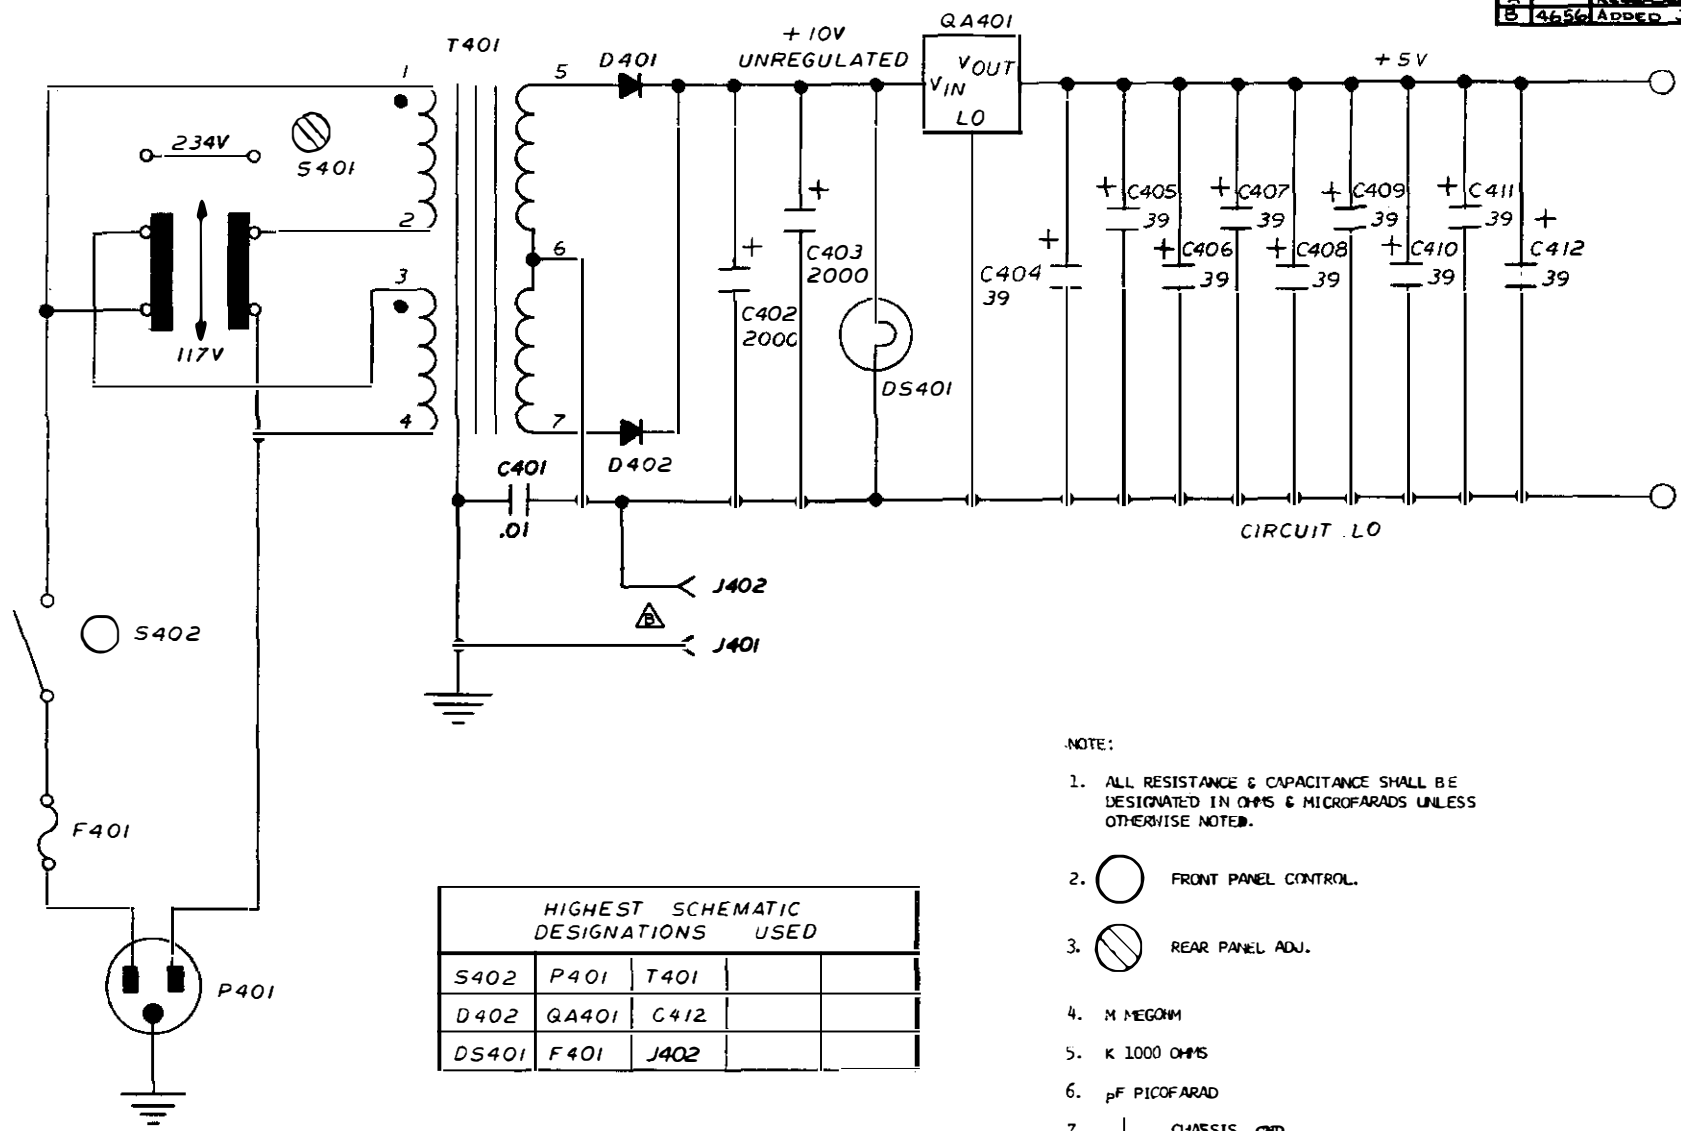 B 4656 ADDED
T401
1
2
3
4
5
6
7
D401
+10V
UNREGULATED
QA401
VIN
VOUT
LO
+5V
234V
S401
117V
C402
2000
C403
2000
DS401
C404
39
+ C405
39
+ C406
39
+ C407
39
+ C408
39
+ C409
39
+ C410
39
+ C411
39
+ C412
39
D402
C401
.01
CIRCUIT LO
J402
B
J401
S402
F401
P401
HIGHEST SCHEMATIC
DESIGNATIONS USED
S402 P401 T401
D402 QA401 C412
DS401 F401 J402
NOTE:
1. ALL RESISTANCE & CAPACITANCE SHALL BE
DESIGNATED IN OHMS & MICROFARADS UNLESS
OTHERWISE NOTED.
2. FRONT PANEL CONTROL.
3. REAR PANEL ADJ.
4. M MEGOHM
5. K 1000 OHMS
6. pF PICOFARAD
7. CHASSIS GND